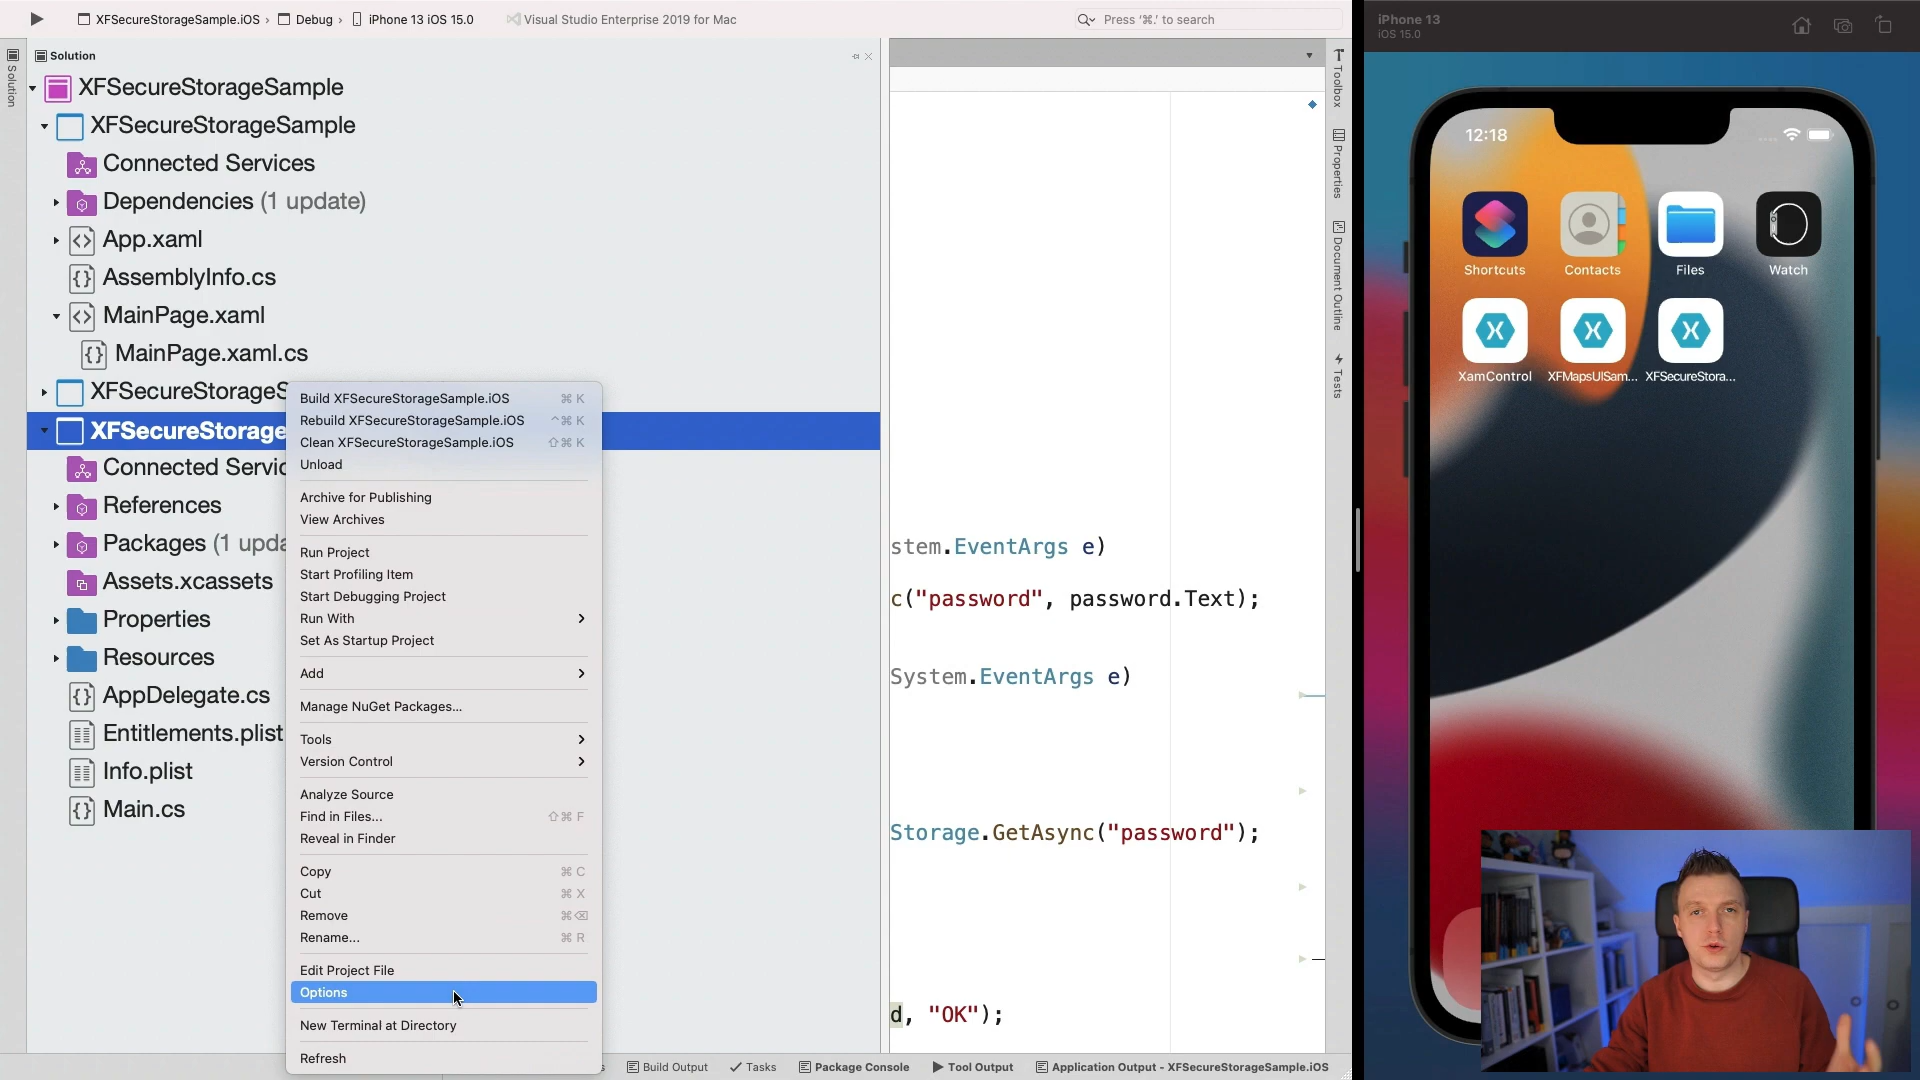 XFSecureStorageSample.iOS › Debug › iPhone 13 iOS 15.0
Visual Studio Enterprise 2019 for Mac
Press ‘⌘.’ to search
Solution
Solution
XFSecureStorageSample
XFSecureStorageSample
Connected Services
Dependencies (1 update)
App.xaml
AssemblyInfo.cs
MainPage.xaml
MainPage.xaml.cs
XFSecureStorageS
XFSecureStorage
Connected Servic
References
Packages (1 upda
Assets.xcassets
Properties
Resources
AppDelegate.cs
Entitlements.plist
Info.plist
Main.cs
Build XFSecureStorageSample.iOS ⌘ K
Rebuild XFSecureStorageSample.iOS ^⌘ K
Clean XFSecureStorageSample.iOS ⇧⌘ K
Unload
Archive for Publishing
View Archives
Run Project
Start Profiling Item
Start Debugging Project
Run With
Set As Startup Project
Add
Manage NuGet Packages...
Tools
Version Control
Analyze Source
Find in Files... ⇧⌘ F
Reveal in Finder
Copy ⌘ C
Cut ⌘ X
Remove ⌘⌫
Rename... ⌘ R
Edit Project File
Options
New Terminal at Directory
Refresh
stem.EventArgs e)
c("password", password.Text);
System.EventArgs e)
Storage.GetAsync("password");
d, "OK");
Toolbox
Properties
Document Outline
Tests
Build Output
Tasks
Package Console
Tool Output
Application Output - XFSecureStorageSample.iOS
iPhone 13
iOS 15.0
12:18
Shortcuts
Contacts
Files
Watch
XamControl
XFMapsUISam...
XFSecureStora...